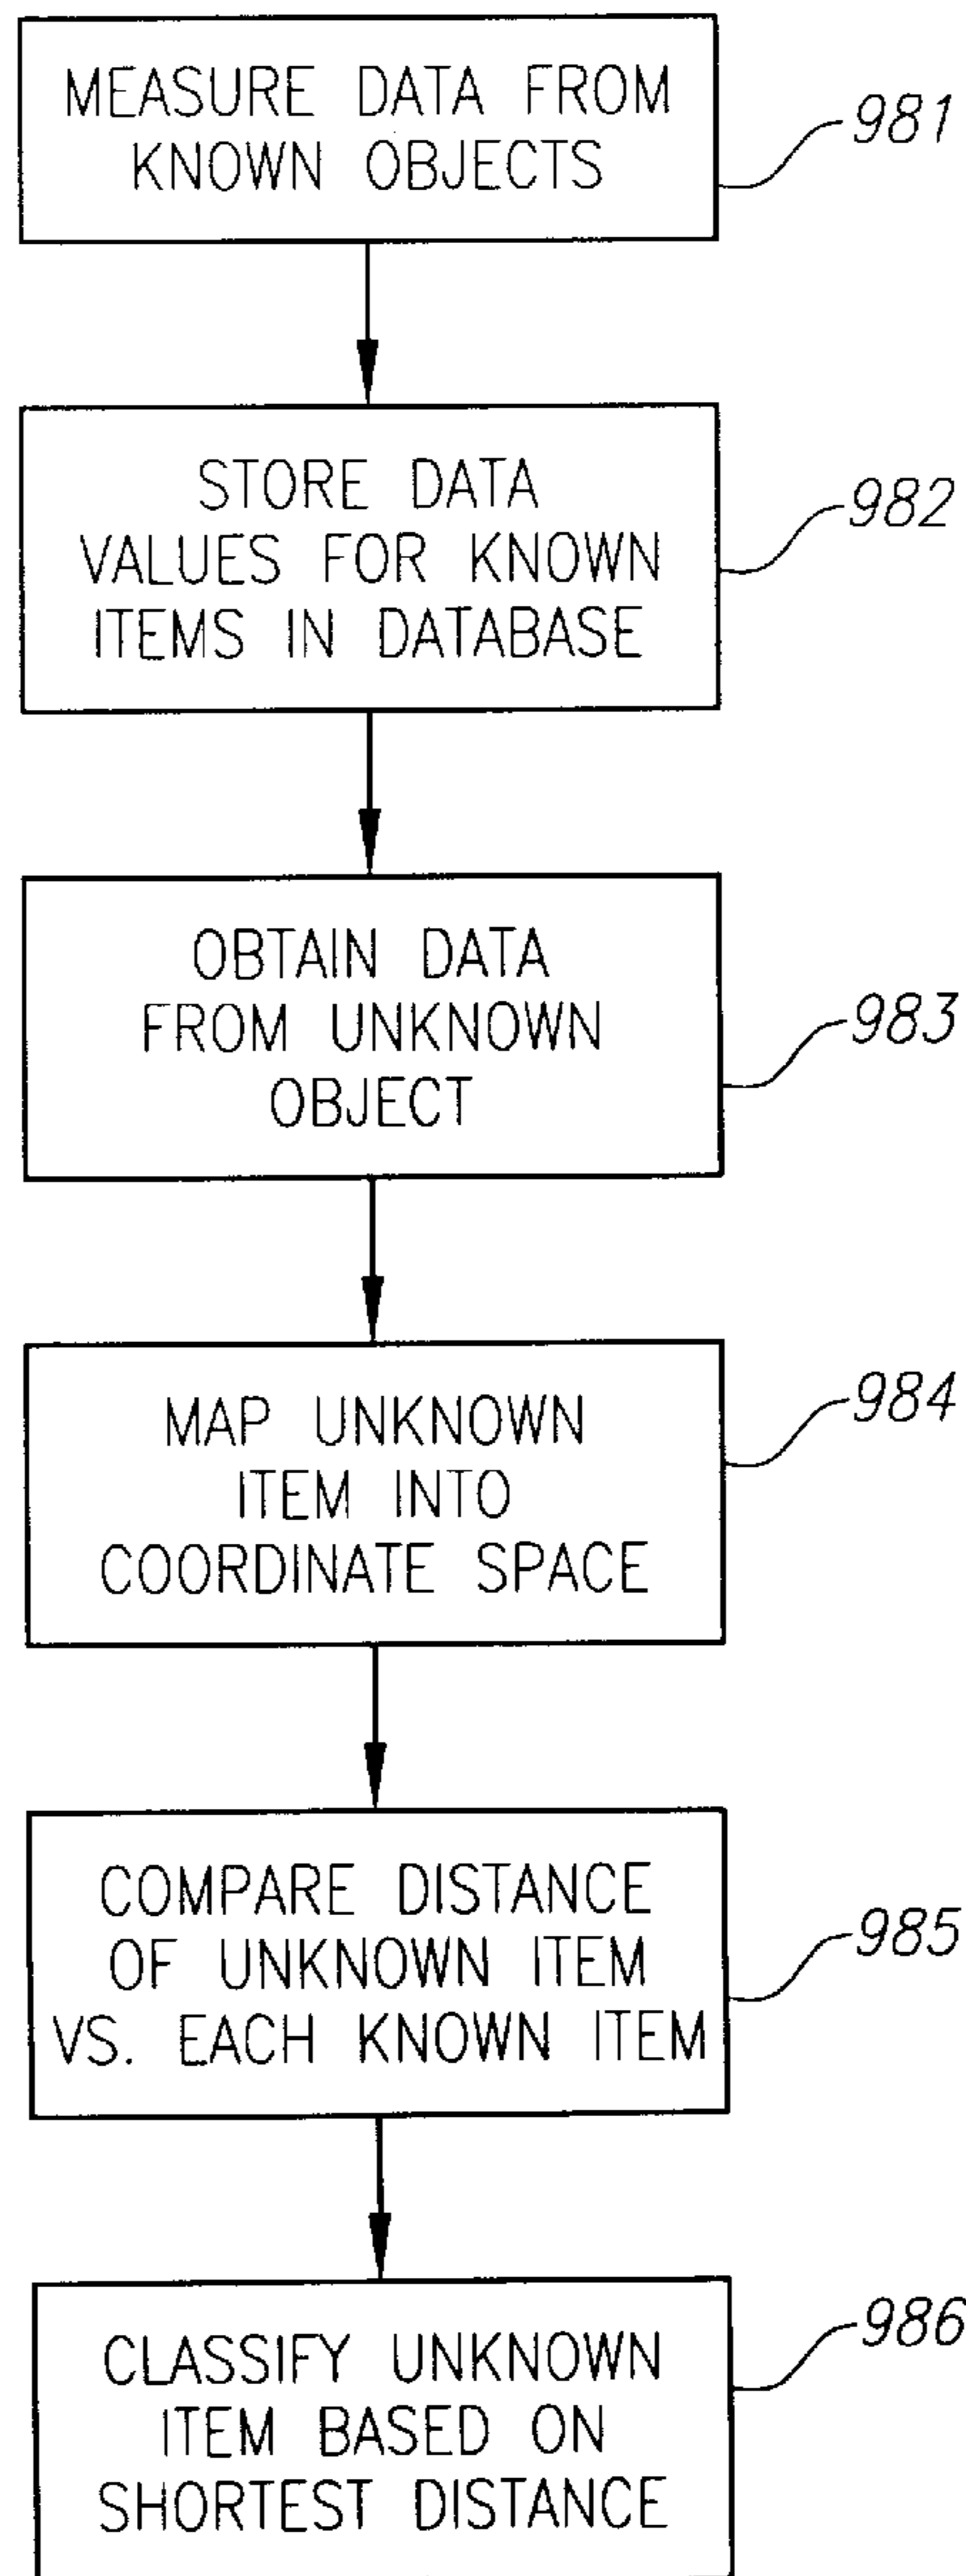 MEASURE DATA FROM
KNOWN OBJECTS
981
STORE DATA
VALUES FOR KNOWN
ITEMS IN DATABASE
982
OBTAIN DATA
FROM UNKNOWN
OBJECT
983
MAP UNKNOWN
ITEM INTO
COORDINATE SPACE
984
COMPARE DISTANCE
OF UNKNOWN ITEM
VS. EACH KNOWN ITEM
985
CLASSIFY UNKNOWN
ITEM BASED ON
SHORTEST DISTANCE
986